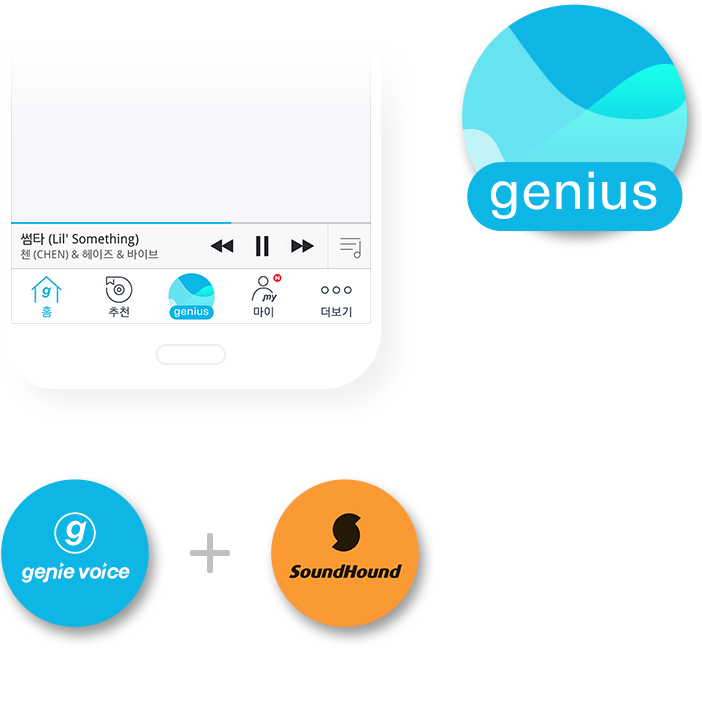 genius
썸타 (Lil' Something)
첸 (CHEN) & 헤이즈 & 바이브
g
N
my
genius
홈
추천
마이
더보기
g
genie voice
SoundHound